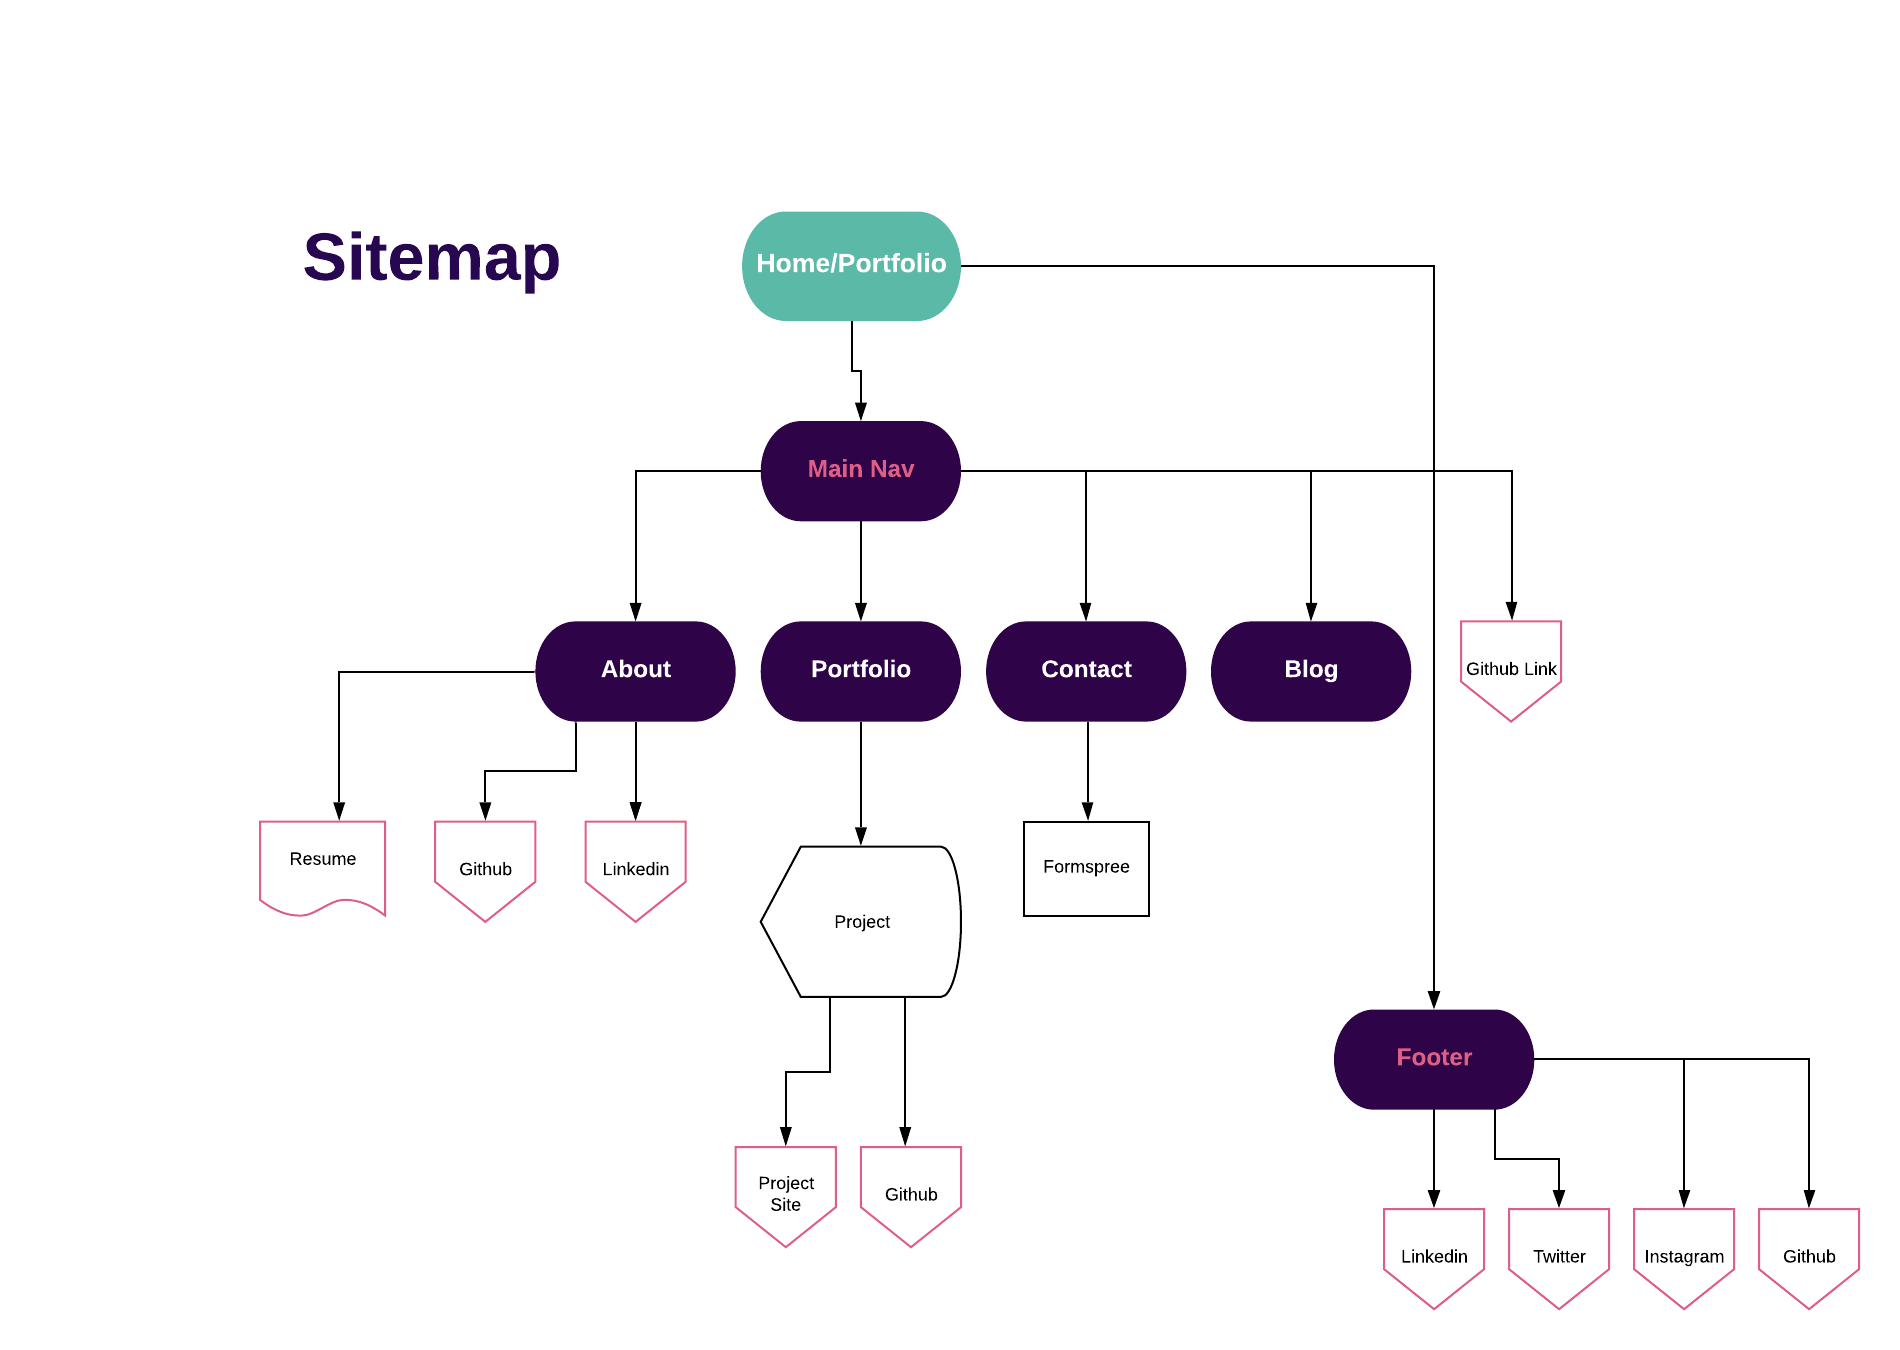 Sitemap
Home/Portfolio
Main Nav
About
Portfolio
Contact
Blog
Github Link
Resume
Github
Linkedin
Project
Formspree
Footer
Project
Site
Github
Linkedin
Twitter
Instagram
Github